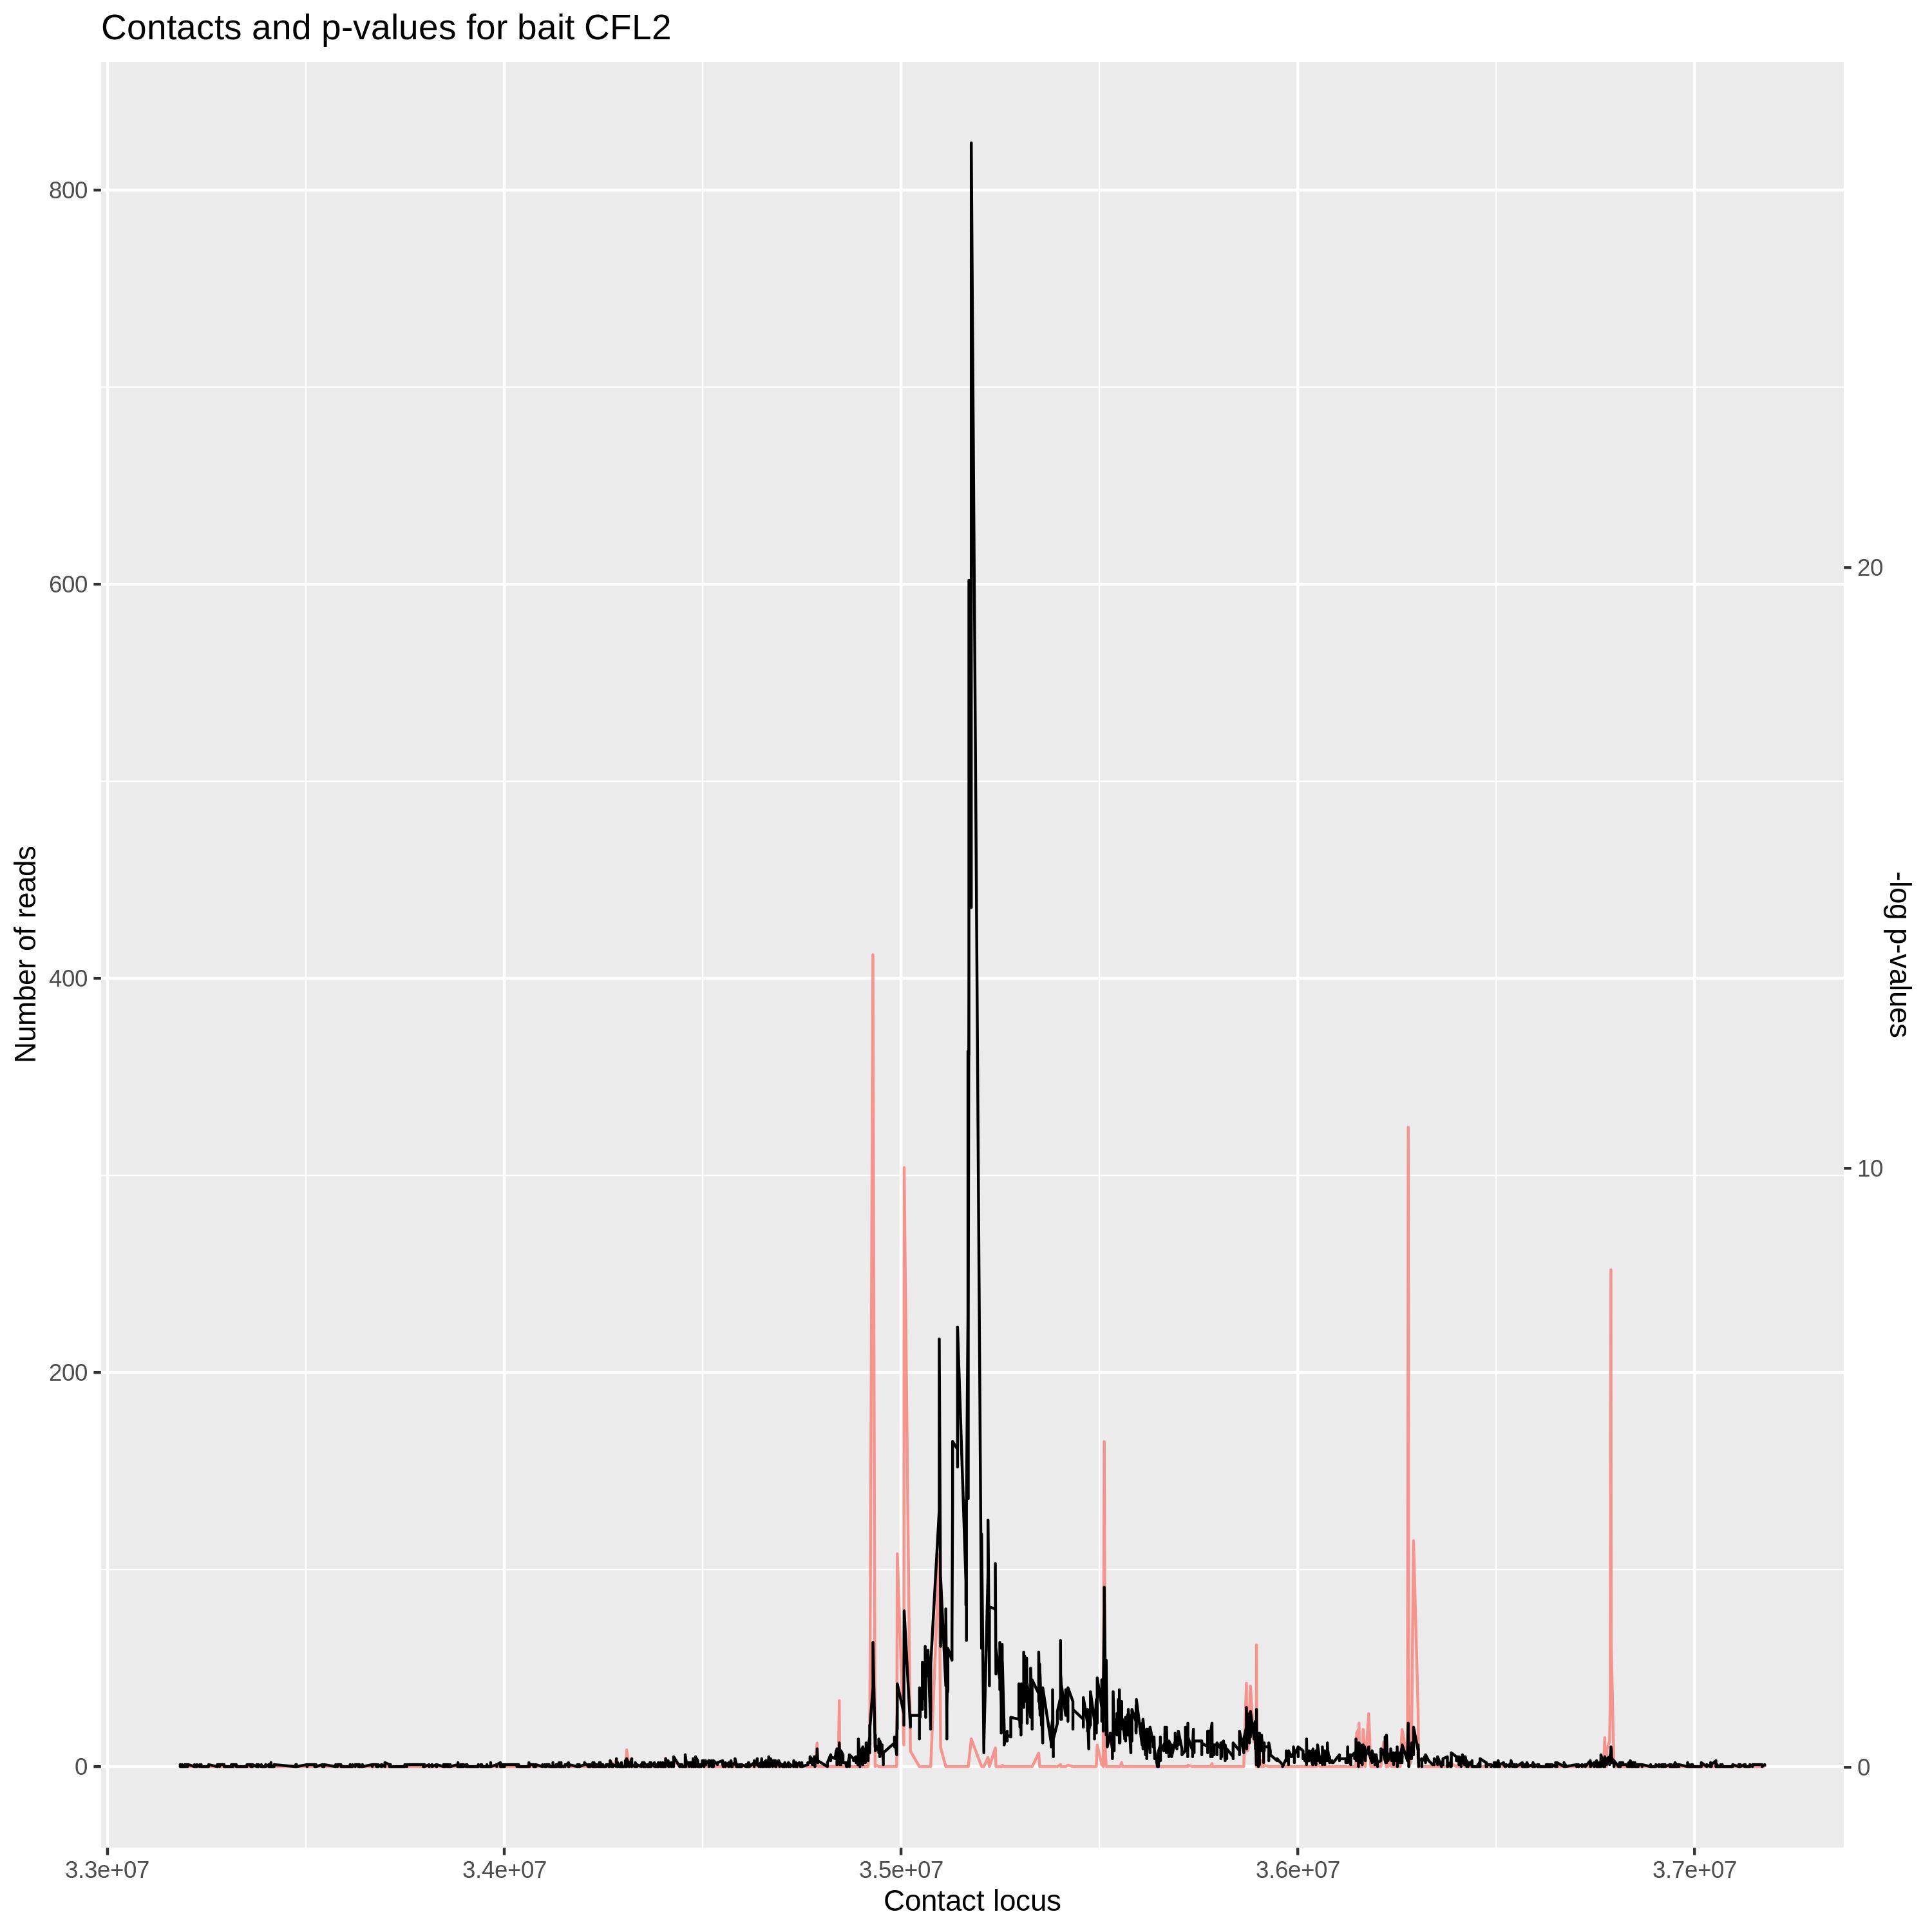 Contacts and p-values for bait CFL2
800
600
400
200
0
Number of reads
20
10
0
-log p-values
3.3e+07
3.4e+07
3.5e+07
3.6e+07
3.7e+07
Contact locus